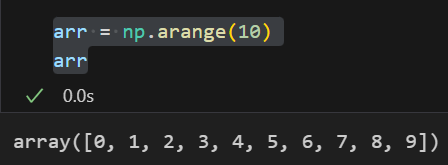 arr = np.arange(10)
arr
0.0s
array([0, 1, 2, 3, 4, 5, 6, 7, 8, 9])